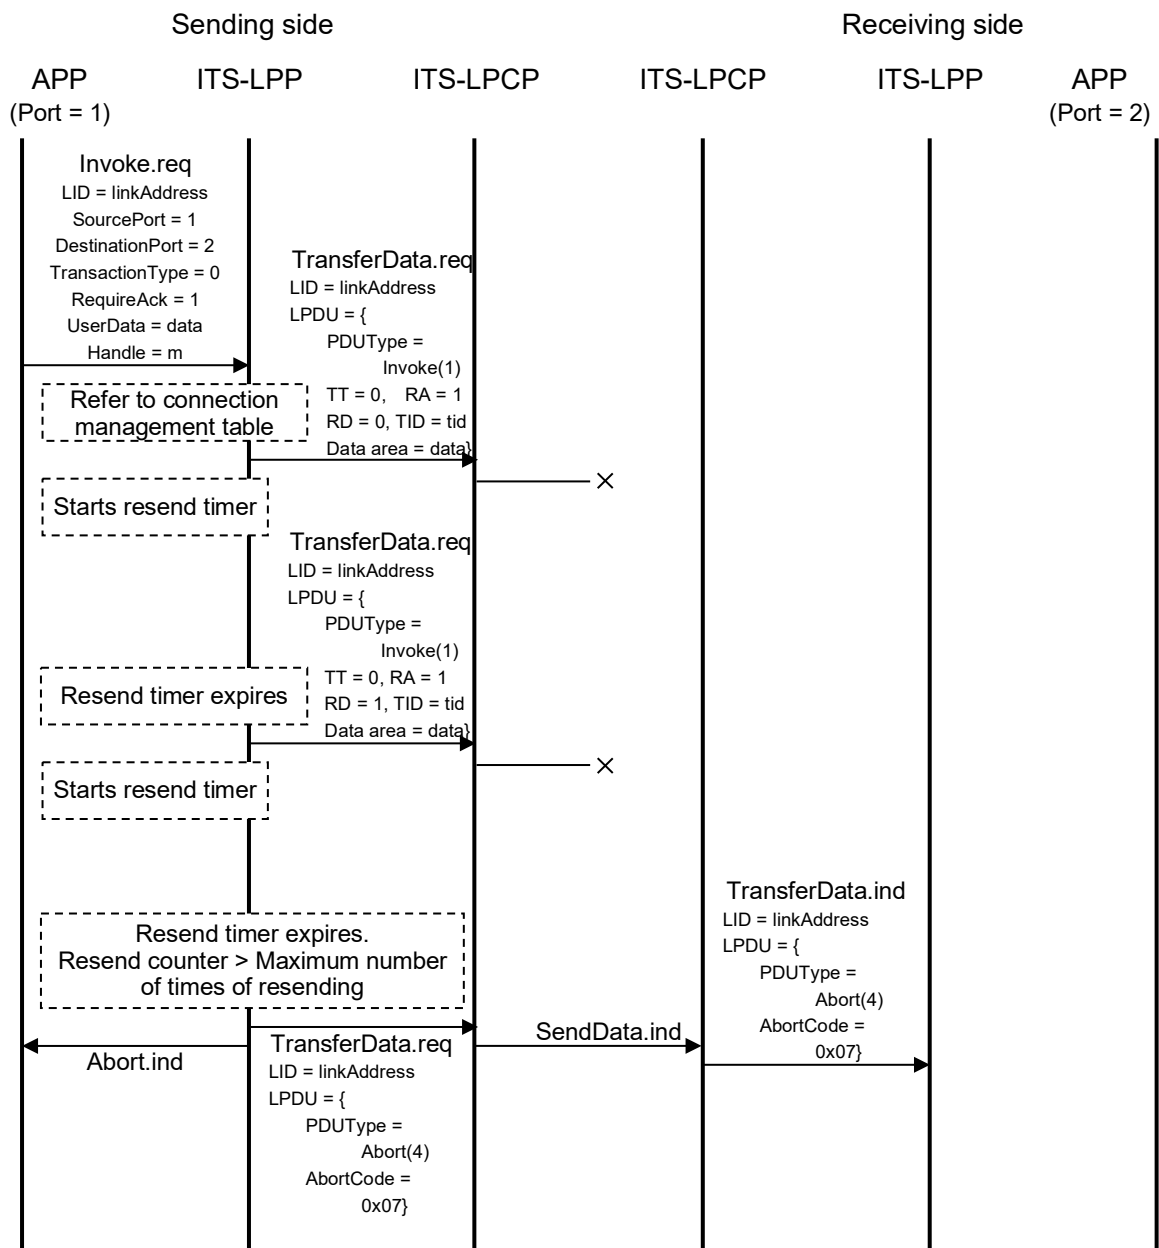 Sending side
Receiving side
APP
(Port = 1)
ITS-LPP
ITS-LPCP
ITS-LPCP
ITS-LPP
APP
(Port = 2)
Invoke.req
LID = linkAddress
SourcePort = 1
DestinationPort = 2
TransactionType = 0
RequireAck = 1
UserData = data
Handle = m
TransferData.req
LID = linkAddress
LPDU = {
PDUType =
Invoke(1)
TT = 0, RA = 1
RD = 0, TID = tid
Data area = data}
Refer to connection
management table
Starts resend timer
TransferData.req
LID = linkAddress
LPDU = {
PDUType =
Invoke(1)
TT = 0, RA = 1
RD = 1, TID = tid
Data area = data}
Resend timer expires
Starts resend timer
Resend timer expires.
Resend counter > Maximum number
of times of resending
Abort.ind
TransferData.req
LID = linkAddress
LPDU = {
PDUType =
Abort(4)
AbortCode =
0x07}
SendData.ind
TransferData.ind
LID = linkAddress
LPDU = {
PDUType =
Abort(4)
AbortCode =
0x07}